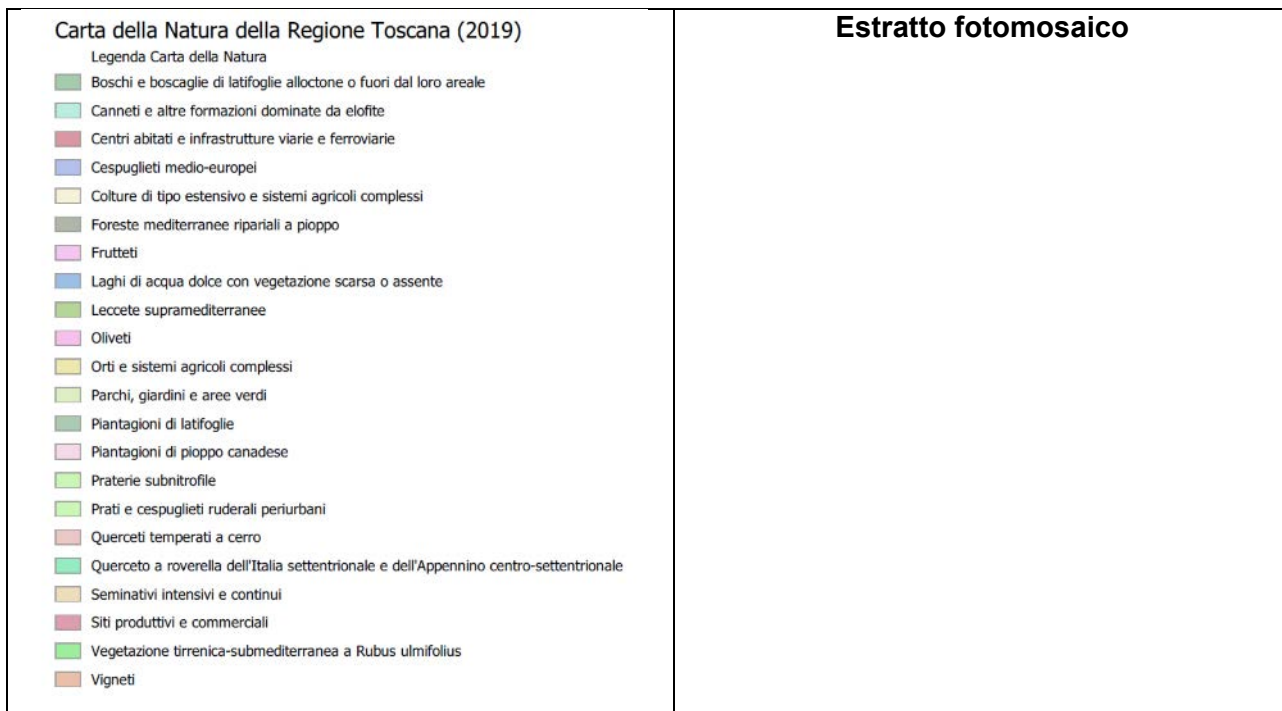 Carta della Natura della Regione Toscana (2019)
Legenda Carta della Natura
Boschi e boscaglie di latifoglie alloctone o fuori dal loro areale
Canneti e altre formazioni dominate da elofite
Centri abitati e infrastrutture viarie e ferroviarie
Cespuglieti medio-europei
Colture di tipo estensivo e sistemi agricoli complessi
Foreste mediterranee ripariali a pioppo
Frutteti
Laghi di acqua dolce con vegetazione scarsa o assente
Leccete supramediterranee
Oliveti
Orti e sistemi agricoli complessi
Parchi, giardini e aree verdi
Piantagioni di latifoglie
Piantagioni di pioppo canadese
Praterie subnitrofile
Prati e cespuglieti ruderali periurbani
Querceti temperati a cerro
Querceto a roverella dell'Italia settentrionale e dell'Appennino centro-settentrionale
Seminativi intensivi e continui
Siti produttivi e commerciali
Vegetazione tirrenica-submediterranea a Rubus ulmifolius
Vigneti
Estratto fotomosaico